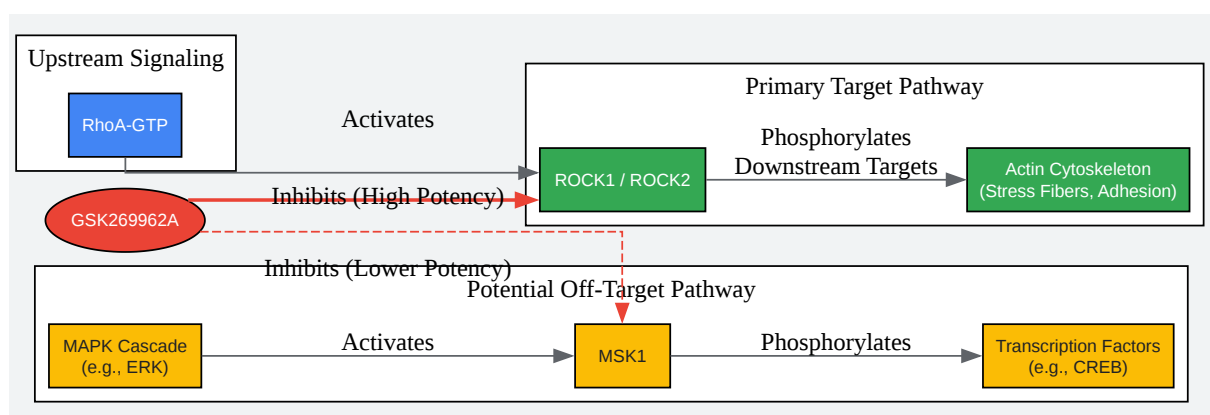 Upstream Signaling
RhoA-GTP
Activates
Primary Target Pathway
Phosphorylates
Downstream Targets
ROCK1 / ROCK2
Actin Cytoskeleton
(Stress Fibers, Adhesion)
GSK269962A
Inhibits (High Potency)
Inhibits (Lower Potency)
Potential Off-Target Pathway
MAPK Cascade
(e.g., ERK)
Activates
MSK1
Phosphorylates
Transcription Factors
(e.g., CREB)